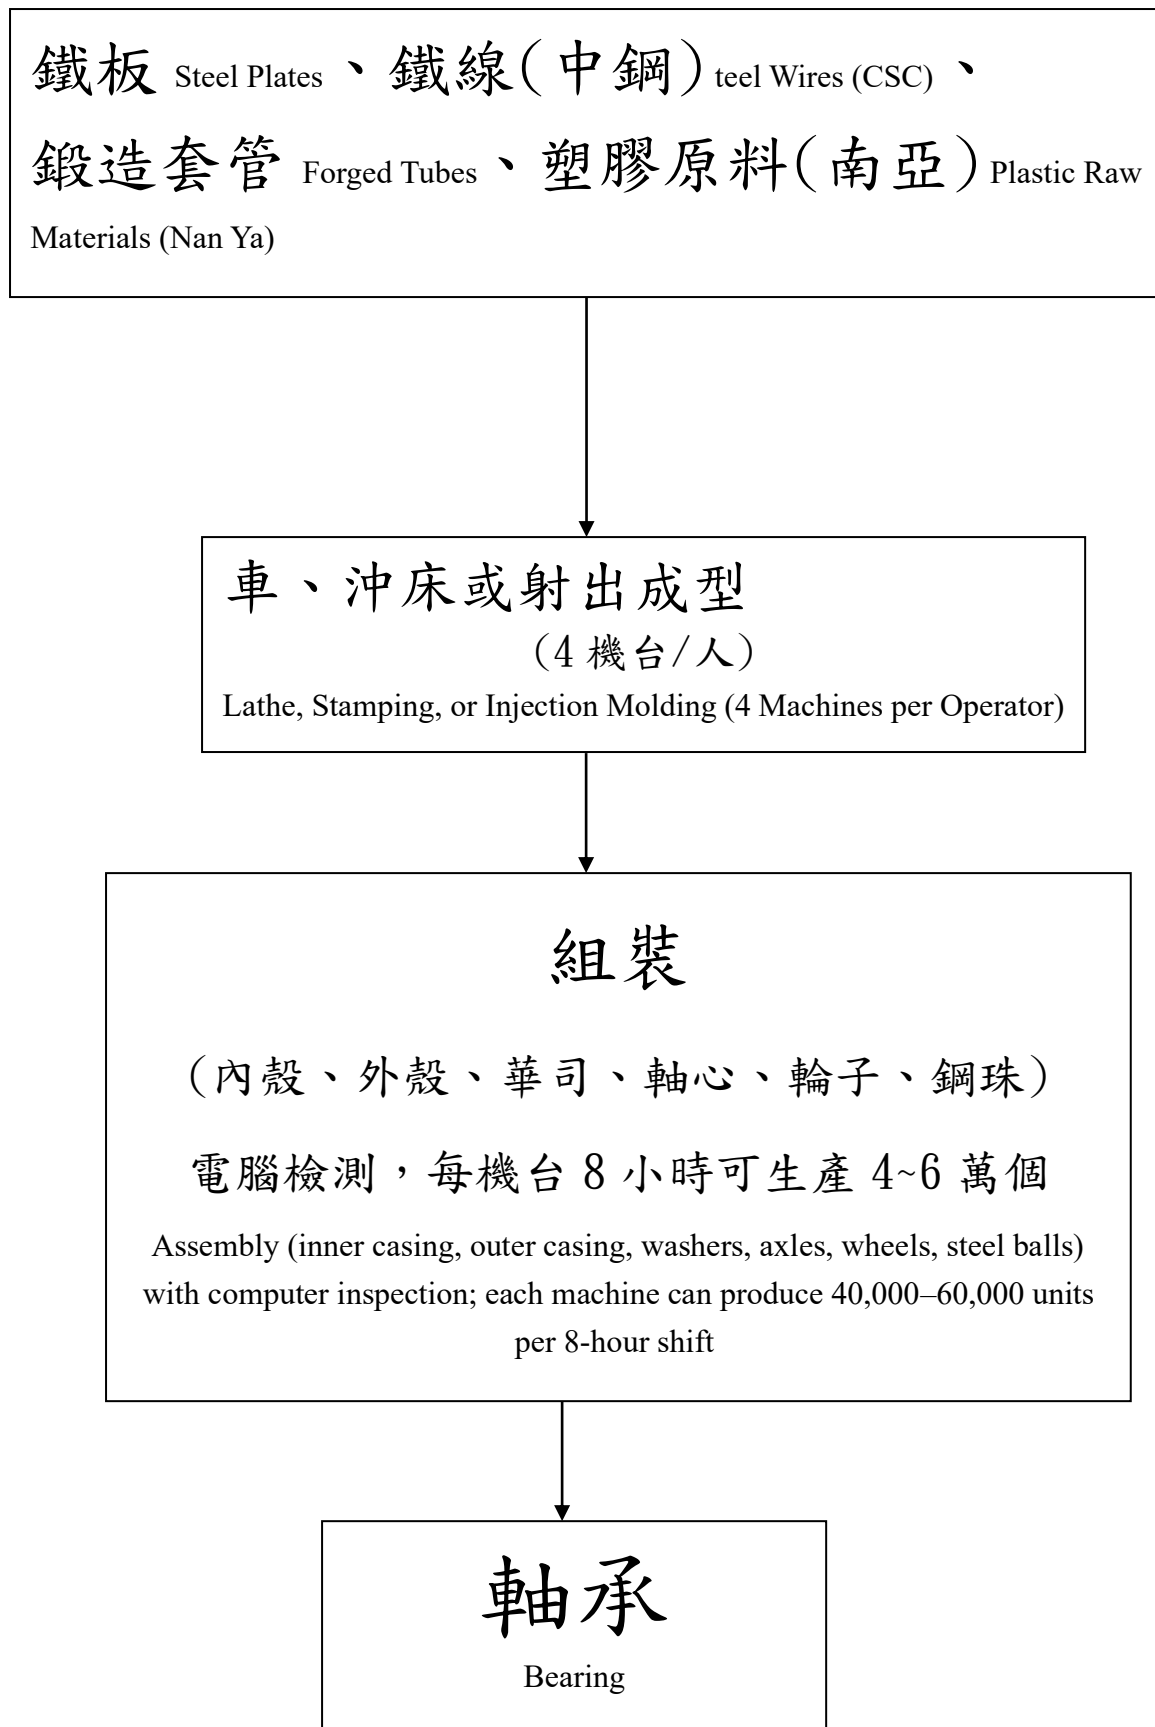 鐵板 Steel Plates、鐵線(中鋼) teel Wires (CSC)、
鍛造套管 Forged Tubes、塑膠原料(南亞) Plastic Raw
Materials (Nan Ya)
車、沖床或射出成型
(4 機台/人)
Lathe, Stamping, or Injection Molding (4 Machines per Operator)
組裝
(內殼、外殼、華司、軸心、輪子、鋼珠)
電腦檢測，每機台 8 小時可生產 4~6 萬個
Assembly (inner casing, outer casing, washers, axles, wheels, steel balls)
with computer inspection; each machine can produce 40,000–60,000 units
per 8-hour shift
軸承
Bearing